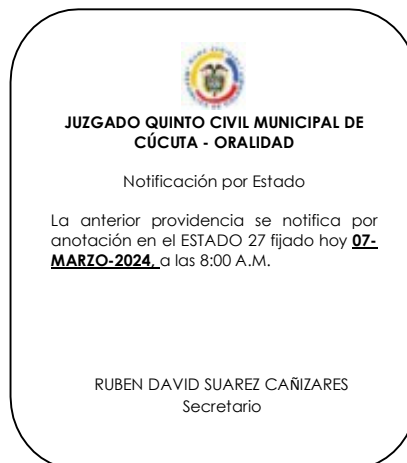 JUZGADO QUINTO CIVIL MUNICIPAL DE
CÚCUTA - ORALIDAD
Notificación por Estado
La anterior providencia se notifica por
anotación en el ESTADO 27 fijado hoy 07-
MARZO-2024, a las 8:00 A.M.
RUBEN DAVID SUAREZ CAÑIZARES
Secretario